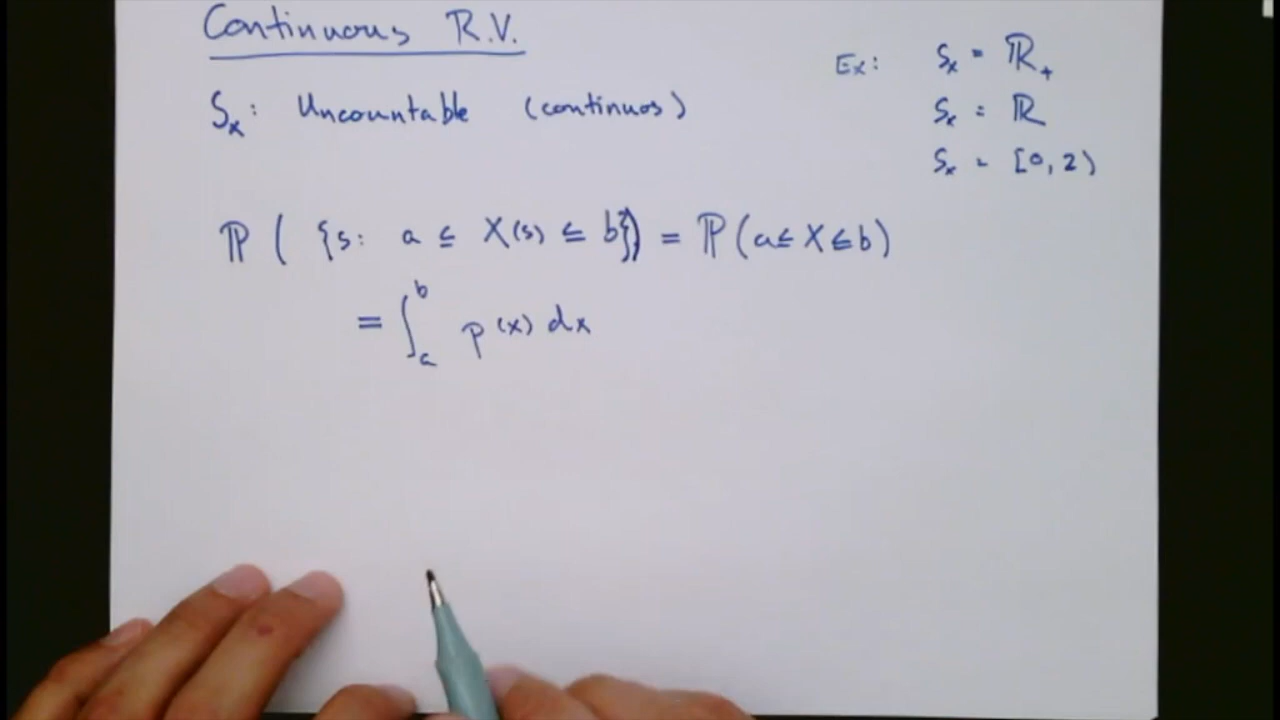 Continuous R.V.
Sₓ: Uncountable (continuos)
Ex: Sₓ = ℝ₊
Sₓ = ℝ
Sₓ = [0, 2)
ℙ( {s: a ≤ X(s) ≤ b}) = ℙ(a ≤ X ≤ b)
= ∫ₐᵇ p(x) dx